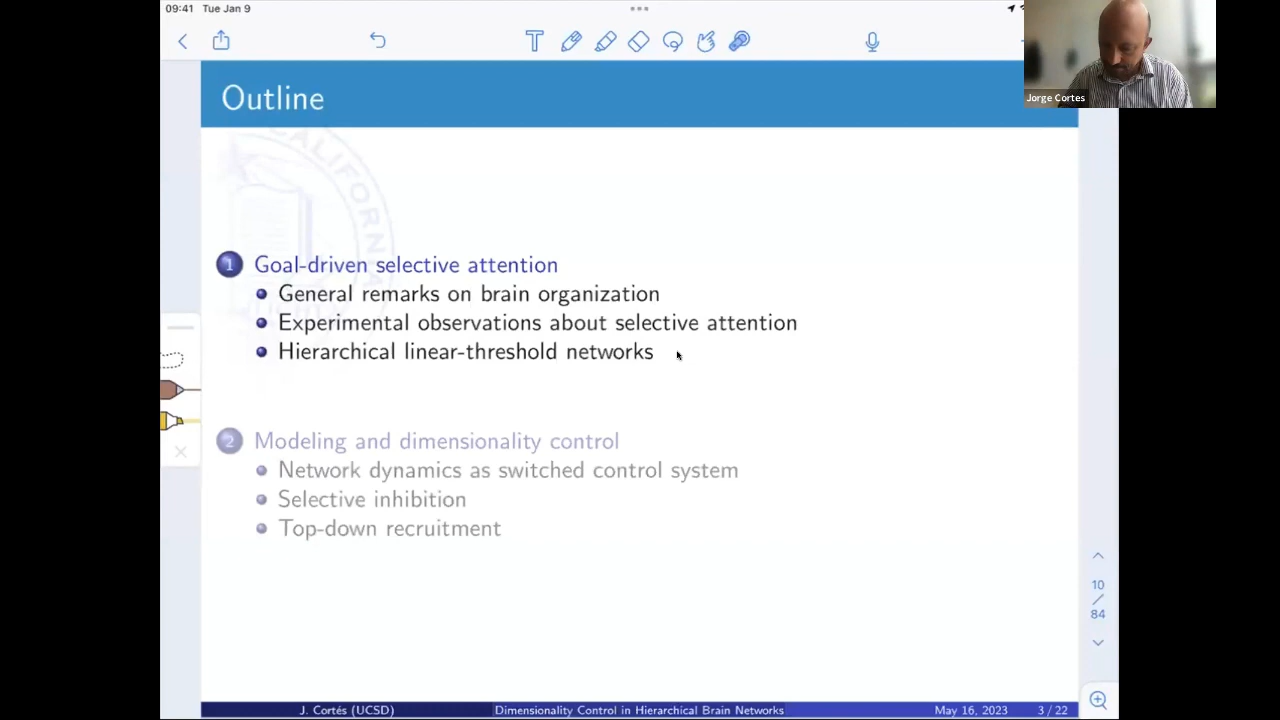 09:41 Tue Jan 9
Jorge Cortes
Outline
CALIFORNIA
1 Goal-driven selective attention
General remarks on brain organization
Experimental observations about selective attention
Hierarchical linear-threshold networks
2 Modeling and dimensionality control
Network dynamics as switched control system
Selective inhibition
Top-down recruitment
10
/
84
J. Cortés (UCSD) Dimensionality Control in Hierarchical Brain Networks May 16, 2023 3 / 22